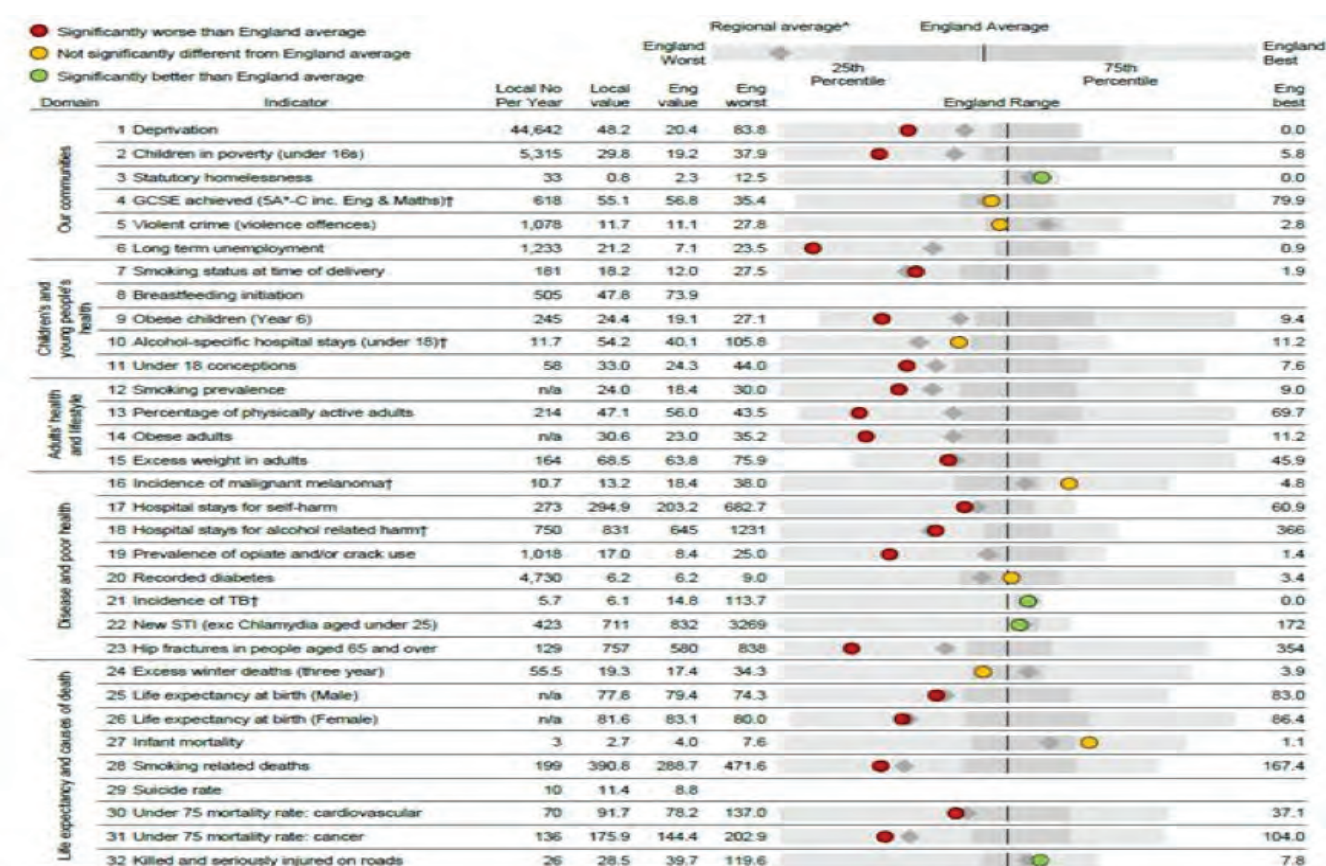 Significantly worse than England average
Not significantly different from England average
Significantly better than England average
Regional average^ England Average
England Worst England Best
25th Percentile 75th Percentile
Domain Indicator Local No Per Year Local value Eng value Eng worst England Range Eng best
Our communities
1 Deprivation 44,642 48.2 20.4 83.8 0.0
2 Children in poverty (under 16s) 5,315 29.8 19.2 37.9 5.8
3 Statutory homelessness 33 0.8 2.3 12.5 0.0
4 GCSE achieved (5A*-C inc. Eng & Maths)† 618 55.1 56.8 35.4 79.9
5 Violent crime (violence offences) 1,078 11.7 11.1 27.8 2.8
6 Long term unemployment 1,233 21.2 7.1 23.5 0.9
Children's and young people's health
7 Smoking status at time of delivery 181 18.2 12.0 27.5 1.9
8 Breastfeeding initiation 505 47.8 73.9
9 Obese children (Year 6) 245 24.4 19.1 27.1 9.4
10 Alcohol-specific hospital stays (under 18)† 11.7 54.2 40.1 105.8 11.2
11 Under 18 conceptions 58 33.0 24.3 44.0 7.6
Adults' health and lifestyle
12 Smoking prevalence n/a 24.0 18.4 30.0 9.0
13 Percentage of physically active adults 214 47.1 56.0 43.5 69.7
14 Obese adults n/a 30.6 23.0 35.2 11.2
15 Excess weight in adults 164 68.5 63.8 75.9 45.9
Disease and poor health
16 Incidence of malignant melanoma† 10.7 13.2 18.4 38.0 4.8
17 Hospital stays for self-harm 273 294.9 203.2 682.7 60.9
18 Hospital stays for alcohol related harm† 750 831 645 1231 366
19 Prevalence of opiate and/or crack use 1,018 17.0 8.4 25.0 1.4
20 Recorded diabetes 4,730 6.2 6.2 9.0 3.4
21 Incidence of TB† 5.7 6.1 14.8 113.7 0.0
22 New STI (exc Chlamydia aged under 25) 423 711 832 3269 172
23 Hip fractures in people aged 65 and over 129 757 580 838 354
Life expectancy and causes of death
24 Excess winter deaths (three year) 55.5 19.3 17.4 34.3 3.9
25 Life expectancy at birth (Male) n/a 77.8 79.4 74.3 83.0
26 Life expectancy at birth (Female) n/a 81.6 83.1 80.0 86.4
27 Infant mortality 3 2.7 4.0 7.6 1.1
28 Smoking related deaths 199 390.8 288.7 471.6 167.4
29 Suicide rate 10 11.4 8.8
30 Under 75 mortality rate: cardiovascular 70 91.7 78.2 137.0 37.1
31 Under 75 mortality rate: cancer 136 175.9 144.4 202.9 104.0
32 Killed and seriously injured on roads 26 28.5 39.7 119.6 7.8